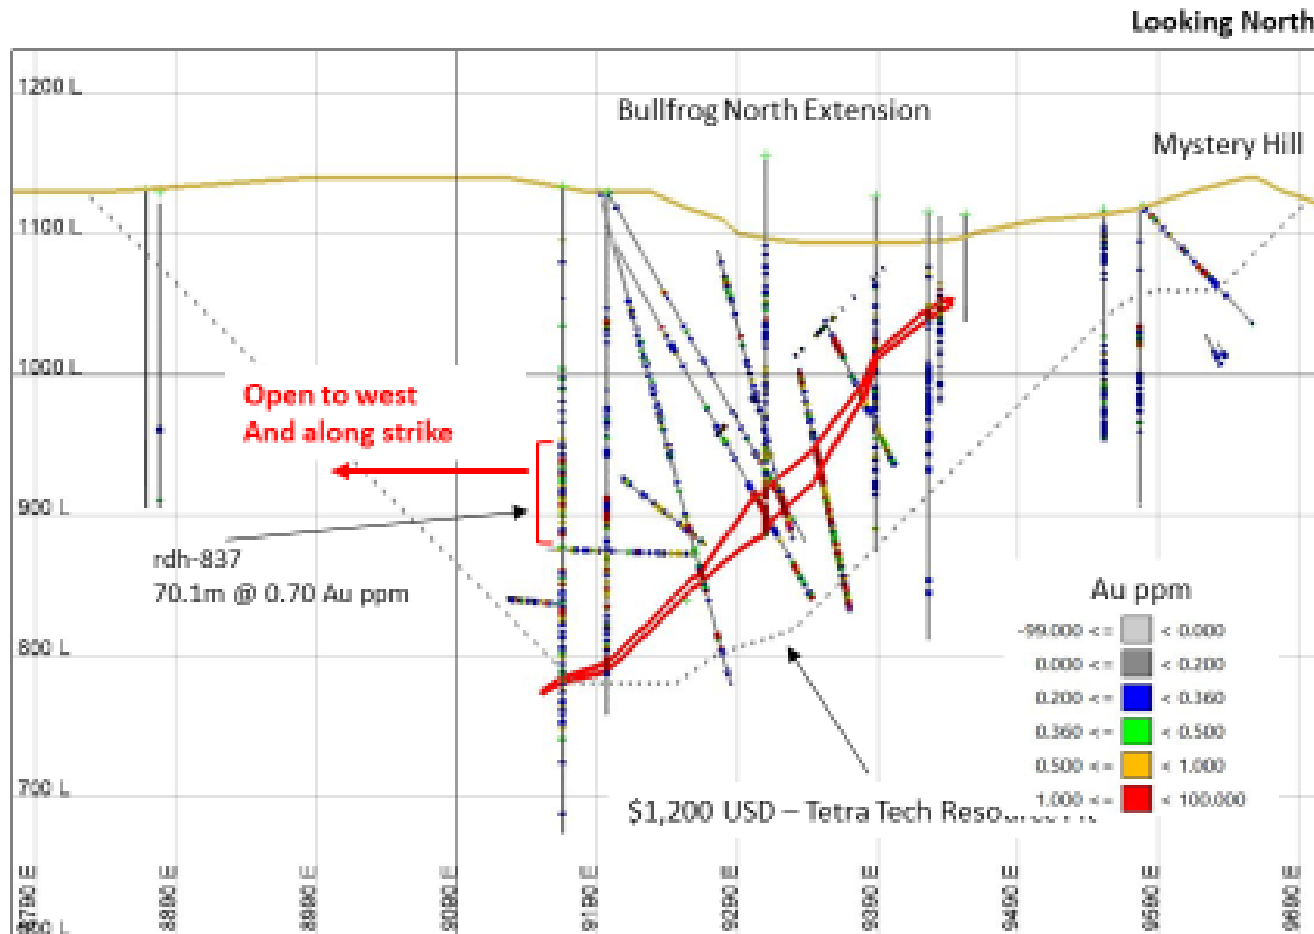 Looking North
1200 L
Bullfrog North Extension
Mystery Hill
1100 L
1000 L
Open to west
And along strike
900 L
rdh-837
70.1m @ 0.70 Au ppm
Au ppm
-99.000 <= < 0.000
0.000 <= < 0.200
0.200 <= < 0.360
0.360 <= < 0.500
0.500 <= < 1.000
1.000 <= < 100.000
800 L
700 L
$1,200 USD – Tetra Tech
8790 E
8890 E
8990 E
9090 E
9190 E
9290 E
9390 E
9490 E
9590 E
9690 E